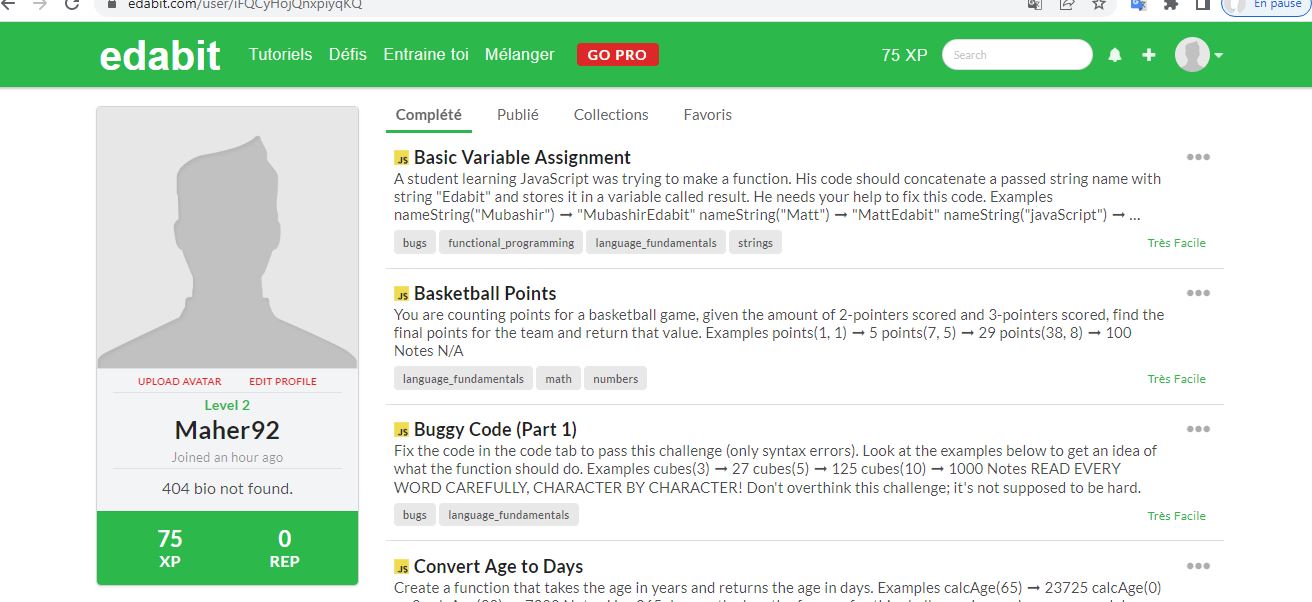 edabit.com/user/iFQCyHojQnxpiyqKQ
En pause
edabit Tutoriels Défis Entraine toi Mélanger GO PRO 75 XP Search
Complété Publié Collections Favoris
JS Basic Variable Assignment
A student learning JavaScript was trying to make a function. His code should concatenate a passed string name with
string "Edabit" and stores it in a variable called result. He needs your help to fix this code. Examples
nameString("Mubashir") ➞ "MubashirEdabit" nameString("Matt") ➞ "MattEdabit" nameString("javaScript") ➞ ...
bugs functional_programming language_fundamentals strings Très Facile
JS Basketball Points
You are counting points for a basketball game, given the amount of 2-pointers scored and 3-pointers scored, find the
final points for the team and return that value. Examples points(1, 1) ➞ 5 points(7, 5) ➞ 29 points(38, 8) ➞ 100
Notes N/A
language_fundamentals math numbers Très Facile
JS Buggy Code (Part 1)
Fix the code in the code tab to pass this challenge (only syntax errors). Look at the examples below to get an idea of
what the function should do. Examples cubes(3) ➞ 27 cubes(5) ➞ 125 cubes(10) ➞ 1000 Notes READ EVERY
WORD CAREFULLY, CHARACTER BY CHARACTER! Don't overthink this challenge; it's not supposed to be hard.
bugs language_fundamentals Très Facile
JS Convert Age to Days
Create a function that takes the age in years and returns the age in days. Examples calcAge(65) ➞ 23725 calcAge(0)
UPLOAD AVATAR EDIT PROFILE
Level 2
Maher92
Joined an hour ago
404 bio not found.
75 0
XP REP